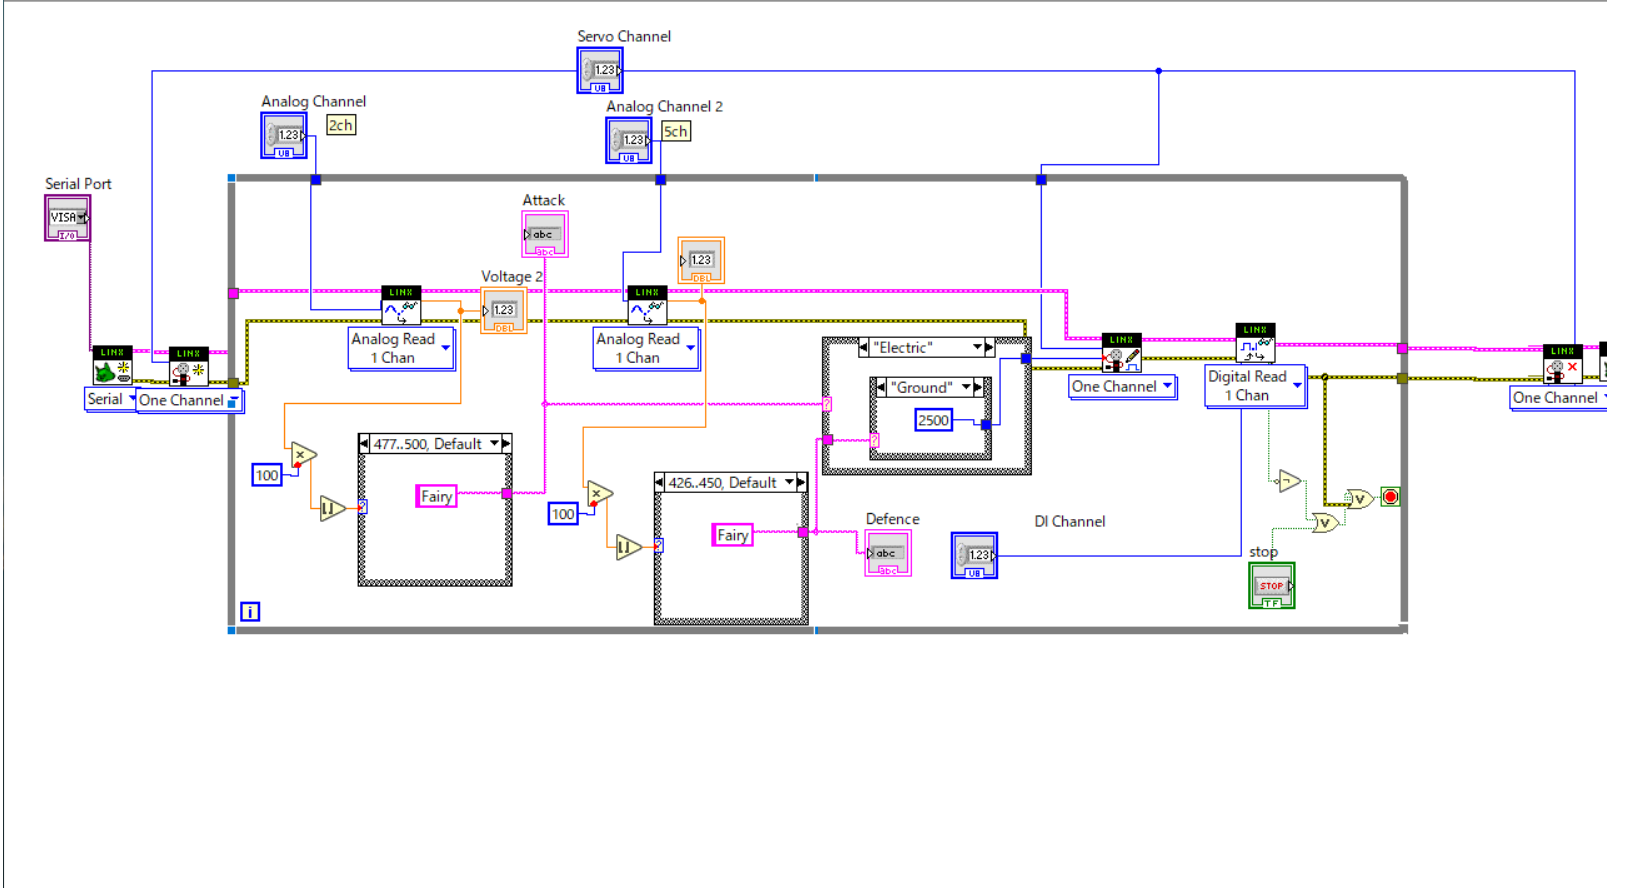 Servo Channel
1.23
U8
Analog Channel
2ch
1.23
U8
Analog Channel 2
5ch
1.23
U8
Serial Port
VISA
I/O
Attack
abc
abc
1.23
DBL
Voltage 2
1.23
DBL
LINX
Analog Read
1 Chan
LINX
Analog Read
1 Chan
LINX
Serial
LINX
One Channel
"Electric"
"Ground"
2500
?
?
LINX
One Channel
LINX
Digital Read
1 Chan
LINX
One Channel
×
100
477..500, Default
Fairy
?
×
100
426..450, Default
Fairy
?
Defence
abc
abc
DI Channel
1.23
U8
stop
STOP
TF
V
V
i